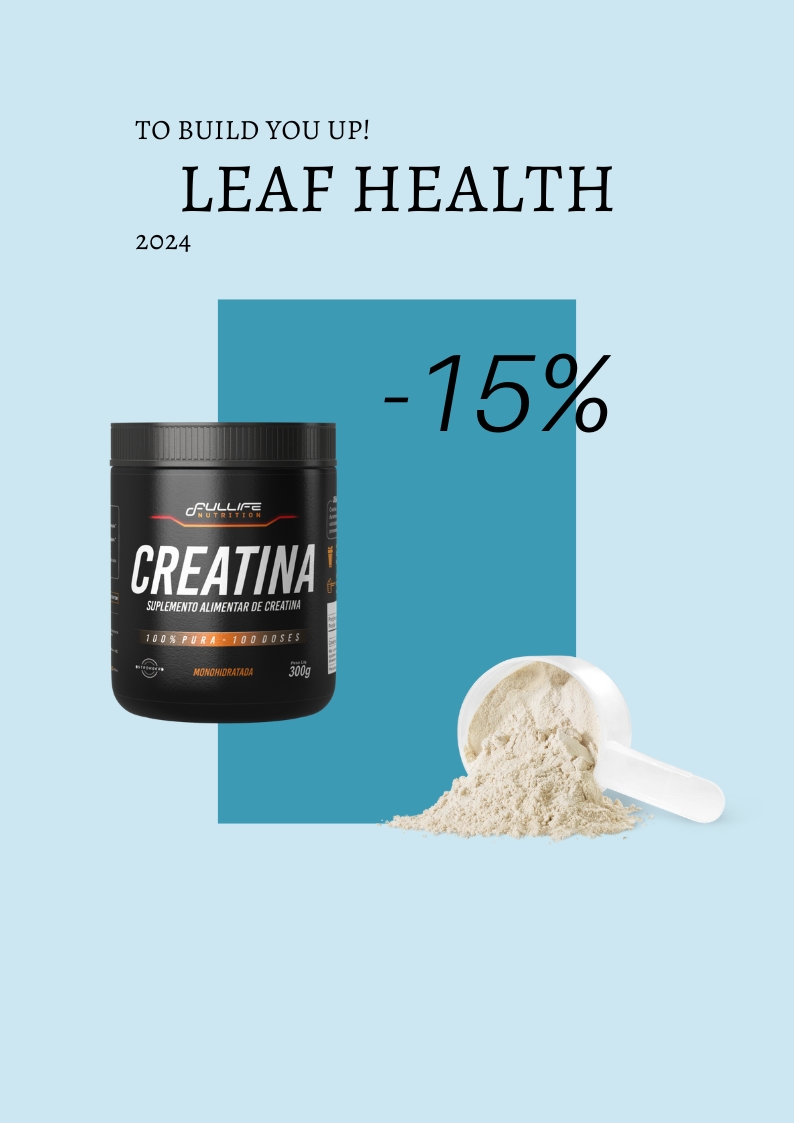 TO BUILD YOU UP!
LEAF HEALTH
2024
-15%
FULLIFE
NUTRITION
CREATINA
SUPLEMENTO ALIMENTAR DE CREATINA
100% PURA - 100 DOSES
MONOHIDRATADA
300g